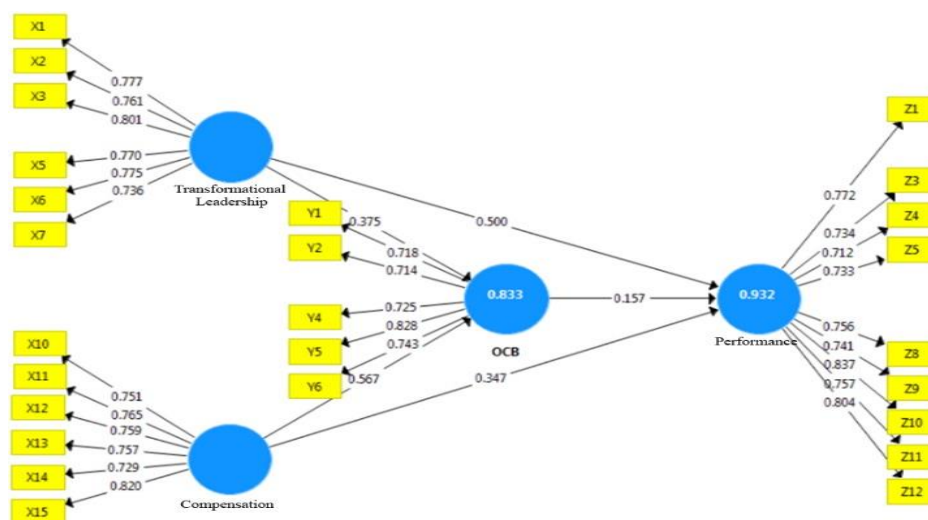 X1
X2
X3
X5
X6
X7
0.777
0.761
0.801
0.770
0.775
0.736
Transformational
Leadership
Y1
Y2
Y4
Y5
Y6
0.375
0.718
0.714
0.725
0.828
0.743
0.567
0.833
OCB
0.500
0.157
0.347
0.932
Performance
X10
X11
X12
X13
X14
X15
0.751
0.765
0.759
0.757
0.729
0.820
Compensation
Z1
Z3
Z4
Z5
Z8
Z9
Z10
Z11
Z12
0.772
0.734
0.712
0.733
0.756
0.741
0.837
0.757
0.804